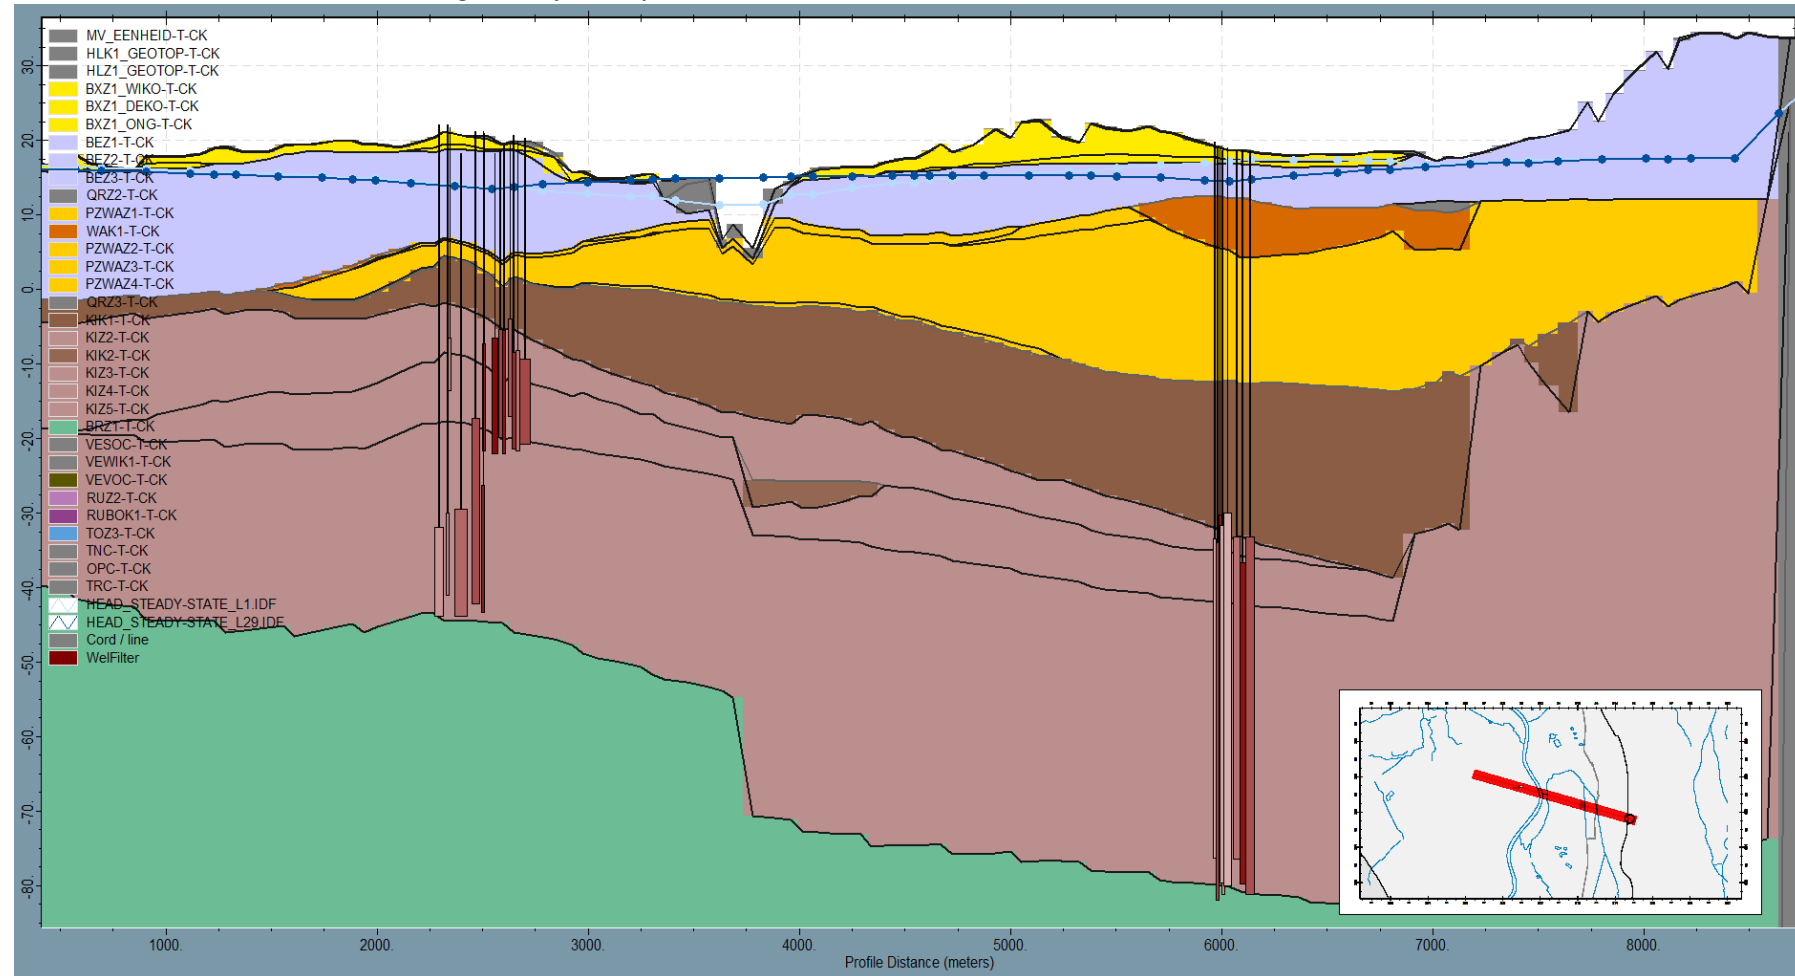 MV_EENHEID-T-CK
HLK1_GEOTOP-T-CK
HLZ1_GEOTOP-T-CK
BXZ1_WIKO-T-CK
BXZ1_DEKO-T-CK
BXZ1_ONG-T-CK
BEZ1-T-CK
BEZ2-T-CK
BEZ3-T-CK
QRZ2-T-CK
PZWAZ1-T-CK
WAK1-T-CK
PZWAZ2-T-CK
PZWAZ3-T-CK
PZWAZ4-T-CK
QRZ3-T-CK
KIK1-T-CK
KIZ2-T-CK
KIK2-T-CK
KIZ3-T-CK
KIZ4-T-CK
KIZ5-T-CK
BRZ1-T-CK
VESOC-T-CK
VEWIK1-T-CK
VEVOC-T-CK
RUZ2-T-CK
RUBOK1-T-CK
TOZ3-T-CK
TNC-T-CK
OPC-T-CK
TRC-T-CK
HEAD_STEADY-STATE_L1.IDF
HEAD_STEADY-STATE_L29.IDF
Cord / line
WelFilter
30.
20.
10.
0.
-10.
-20.
-30.
-40.
-50.
-60.
-70.
-80.
1000. 2000. 3000. 4000. 5000. 6000. 7000. 8000.
Profile Distance (meters)